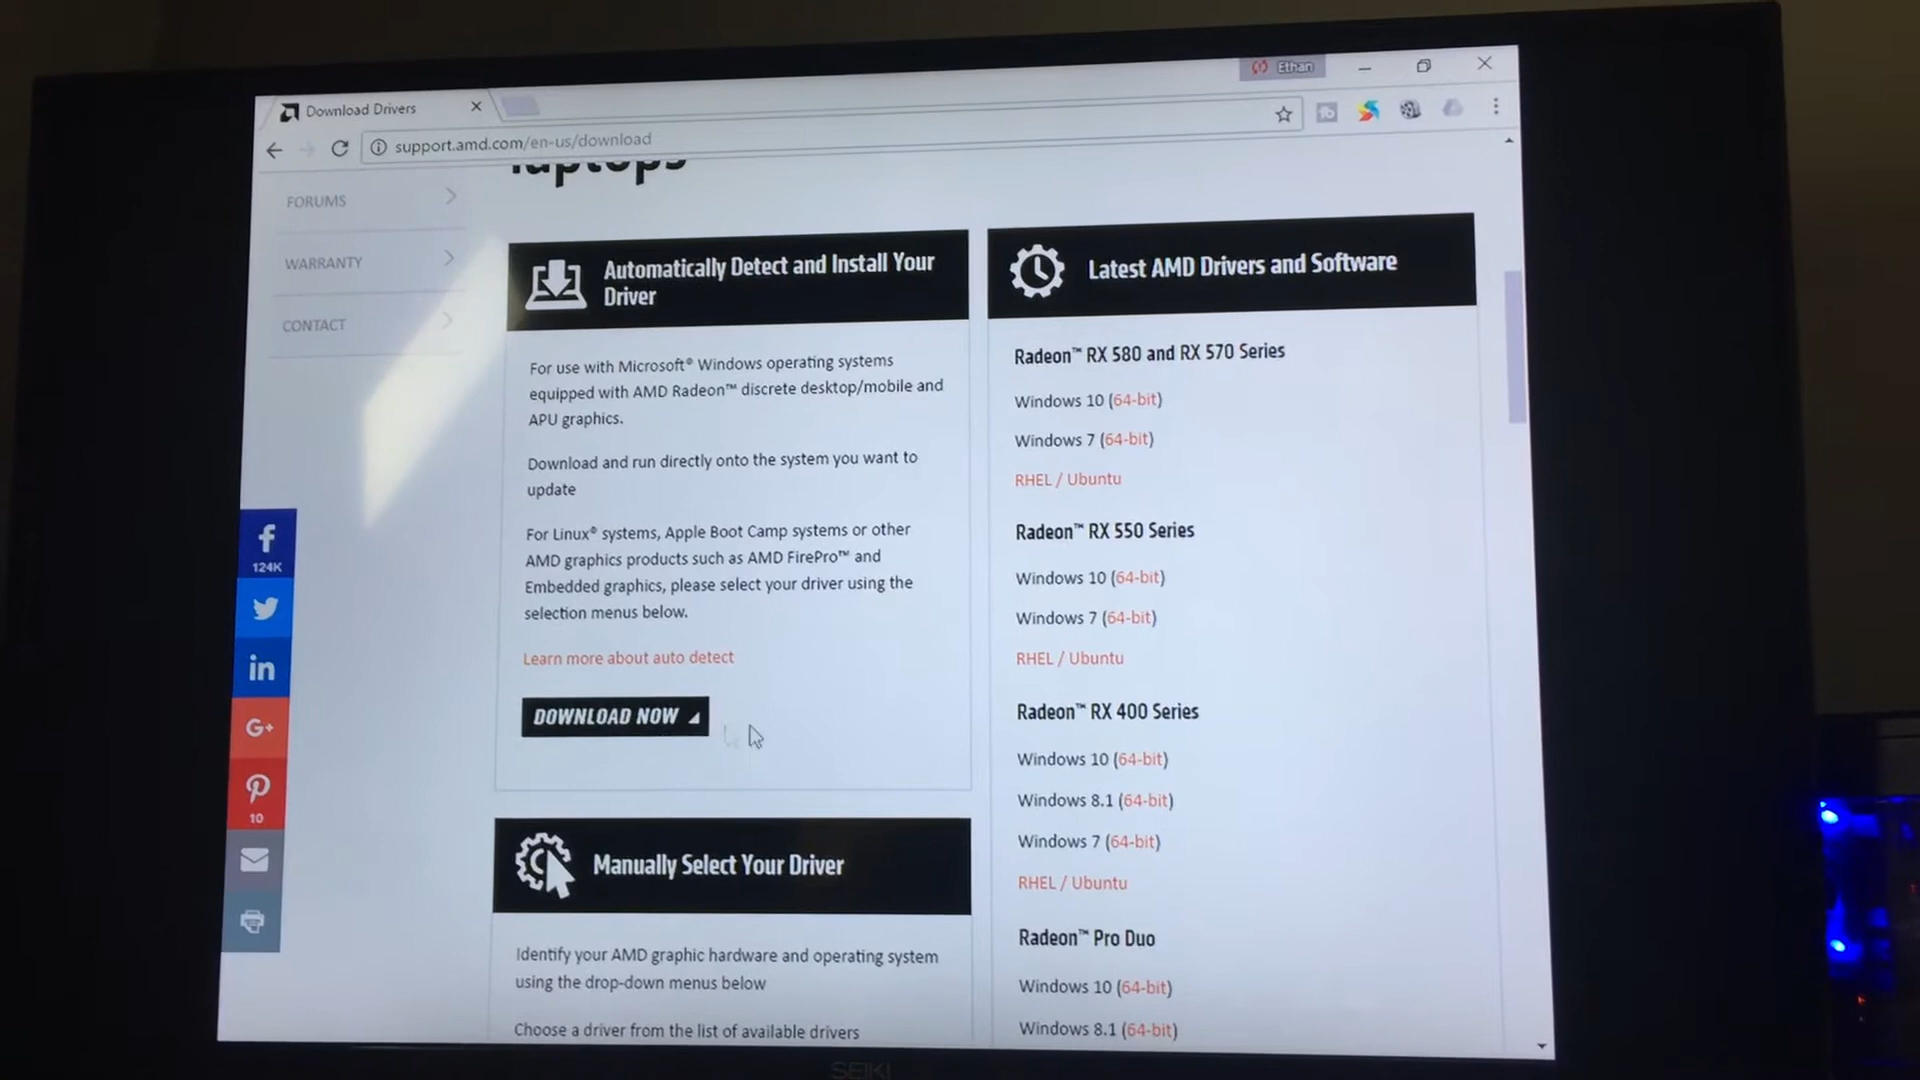 Ethan
Download Drivers
support.amd.com/en-us/download
laptops
FORUMS
WARRANTY
CONTACT
Automatically Detect and Install Your
Driver
For use with Microsoft® Windows operating systems
equipped with AMD Radeon™ discrete desktop/mobile and
APU graphics.
Download and run directly onto the system you want to
update
For Linux® systems, Apple Boot Camp systems or other
AMD graphics products such as AMD FirePro™ and
Embedded graphics, please select your driver using the
selection menus below.
Learn more about auto detect
DOWNLOAD NOW
Manually Select Your Driver
Identify your AMD graphic hardware and operating system
using the drop-down menus below
Choose a driver from the list of available drivers
Latest AMD Drivers and Software
Radeon™ RX 580 and RX 570 Series
Windows 10 (64-bit)
Windows 7 (64-bit)
RHEL / Ubuntu
Radeon™ RX 550 Series
Windows 10 (64-bit)
Windows 7 (64-bit)
RHEL / Ubuntu
Radeon™ RX 400 Series
Windows 10 (64-bit)
Windows 8.1 (64-bit)
Windows 7 (64-bit)
RHEL / Ubuntu
Radeon™ Pro Duo
Windows 10 (64-bit)
Windows 8.1 (64-bit)
f
124K
in
G+
10
SEIKI